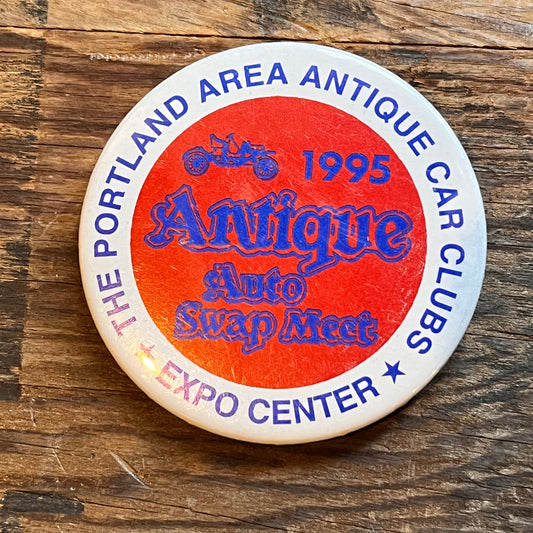 THE PORTLAND AREA ANTIQUE CAR CLUBS
1995
Antique
Auto
Swap Meet
★ EXPO CENTER ★